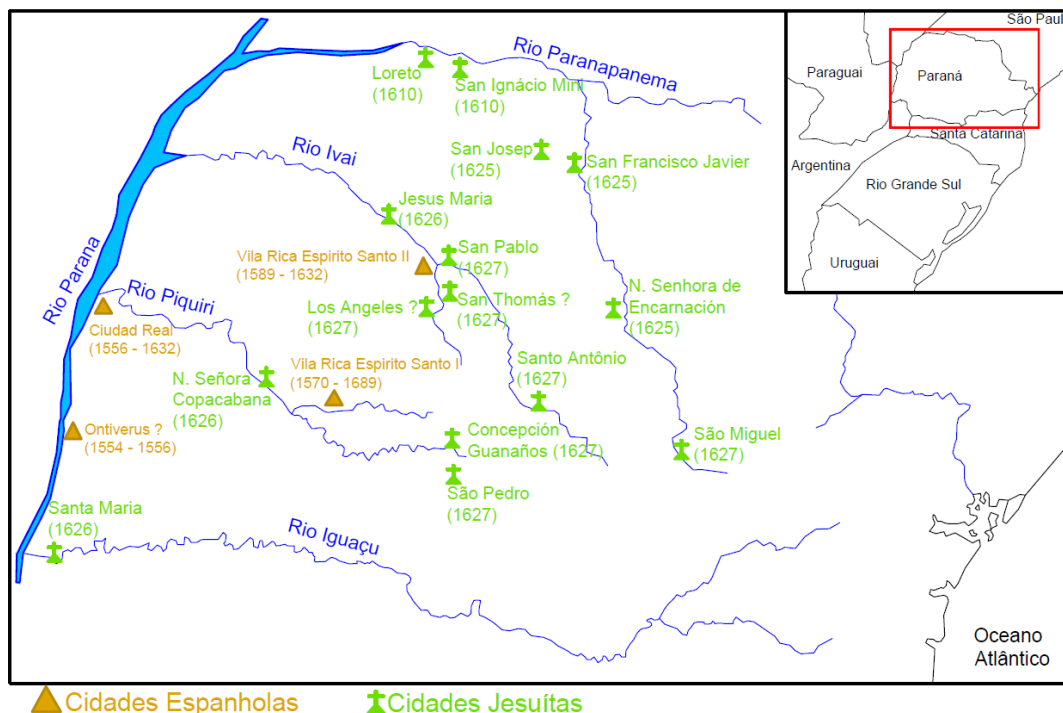 São Paul
Paraguai
Paraná
Santa Catarina
Argentina
Rio Grande Sul
Uruguai
Rio Paranapanema
Loreto
(1610)
San Ignácio Mini
(1610)
Rio Ivai
San Josep
San Francisco Javier
(1625)
(1625)
Jesus Maria
(1626)
San Pablo
(1627)
Vila Rica Espirito Santo II
(1589 - 1632)
Rio Parana
Rio Piquiri
Los Angeles ?
(1627)
San Thomás ?
(1627)
N. Senhora de
Encarnación
(1625)
Ciudad Real
(1556 - 1632)
Vila Rica Espirito Santo I
(1570 - 1689)
Santo Antônio
(1627)
N. Señora
Copacabana
(1626)
Ontiverus ?
(1554 - 1556)
Concepción
Guanaños (1627)
São Miguel
(1627)
São Pedro
(1627)
Santa Maria
(1626)
Rio Iguaçu
Oceano
Atlântico
Cidades Espanholas
Cidades Jesuítas